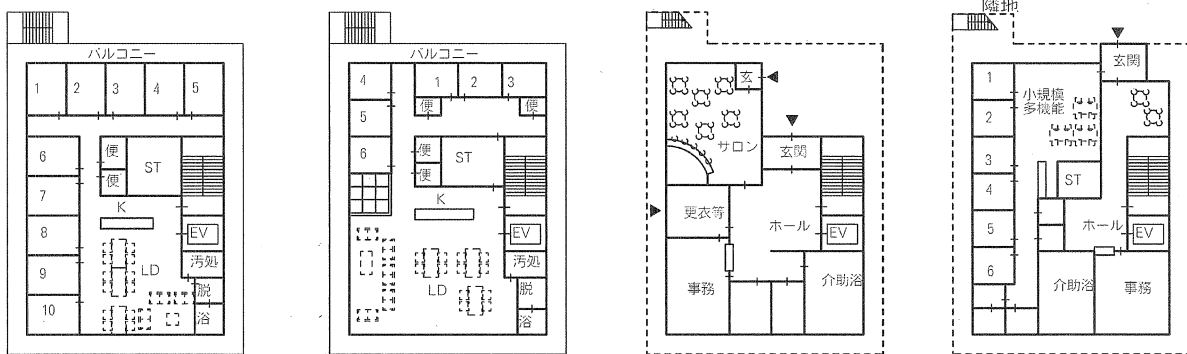 バルコニー
1 2 3 4 5
6
7
8
9
10
便
便
ST
K
LD
EV
汚処
脱
浴
バルコニー
4
5
6
1 2 3
便
便
便
便
ST
K
LD
EV
汚処
脱
浴
玄
サロン
玄関
更衣等
ホール
EV
事務
介助浴
隣地
玄関
1
2
3
4
5
6
小規模
多機能
ST
ホール
EV
介助浴
事務